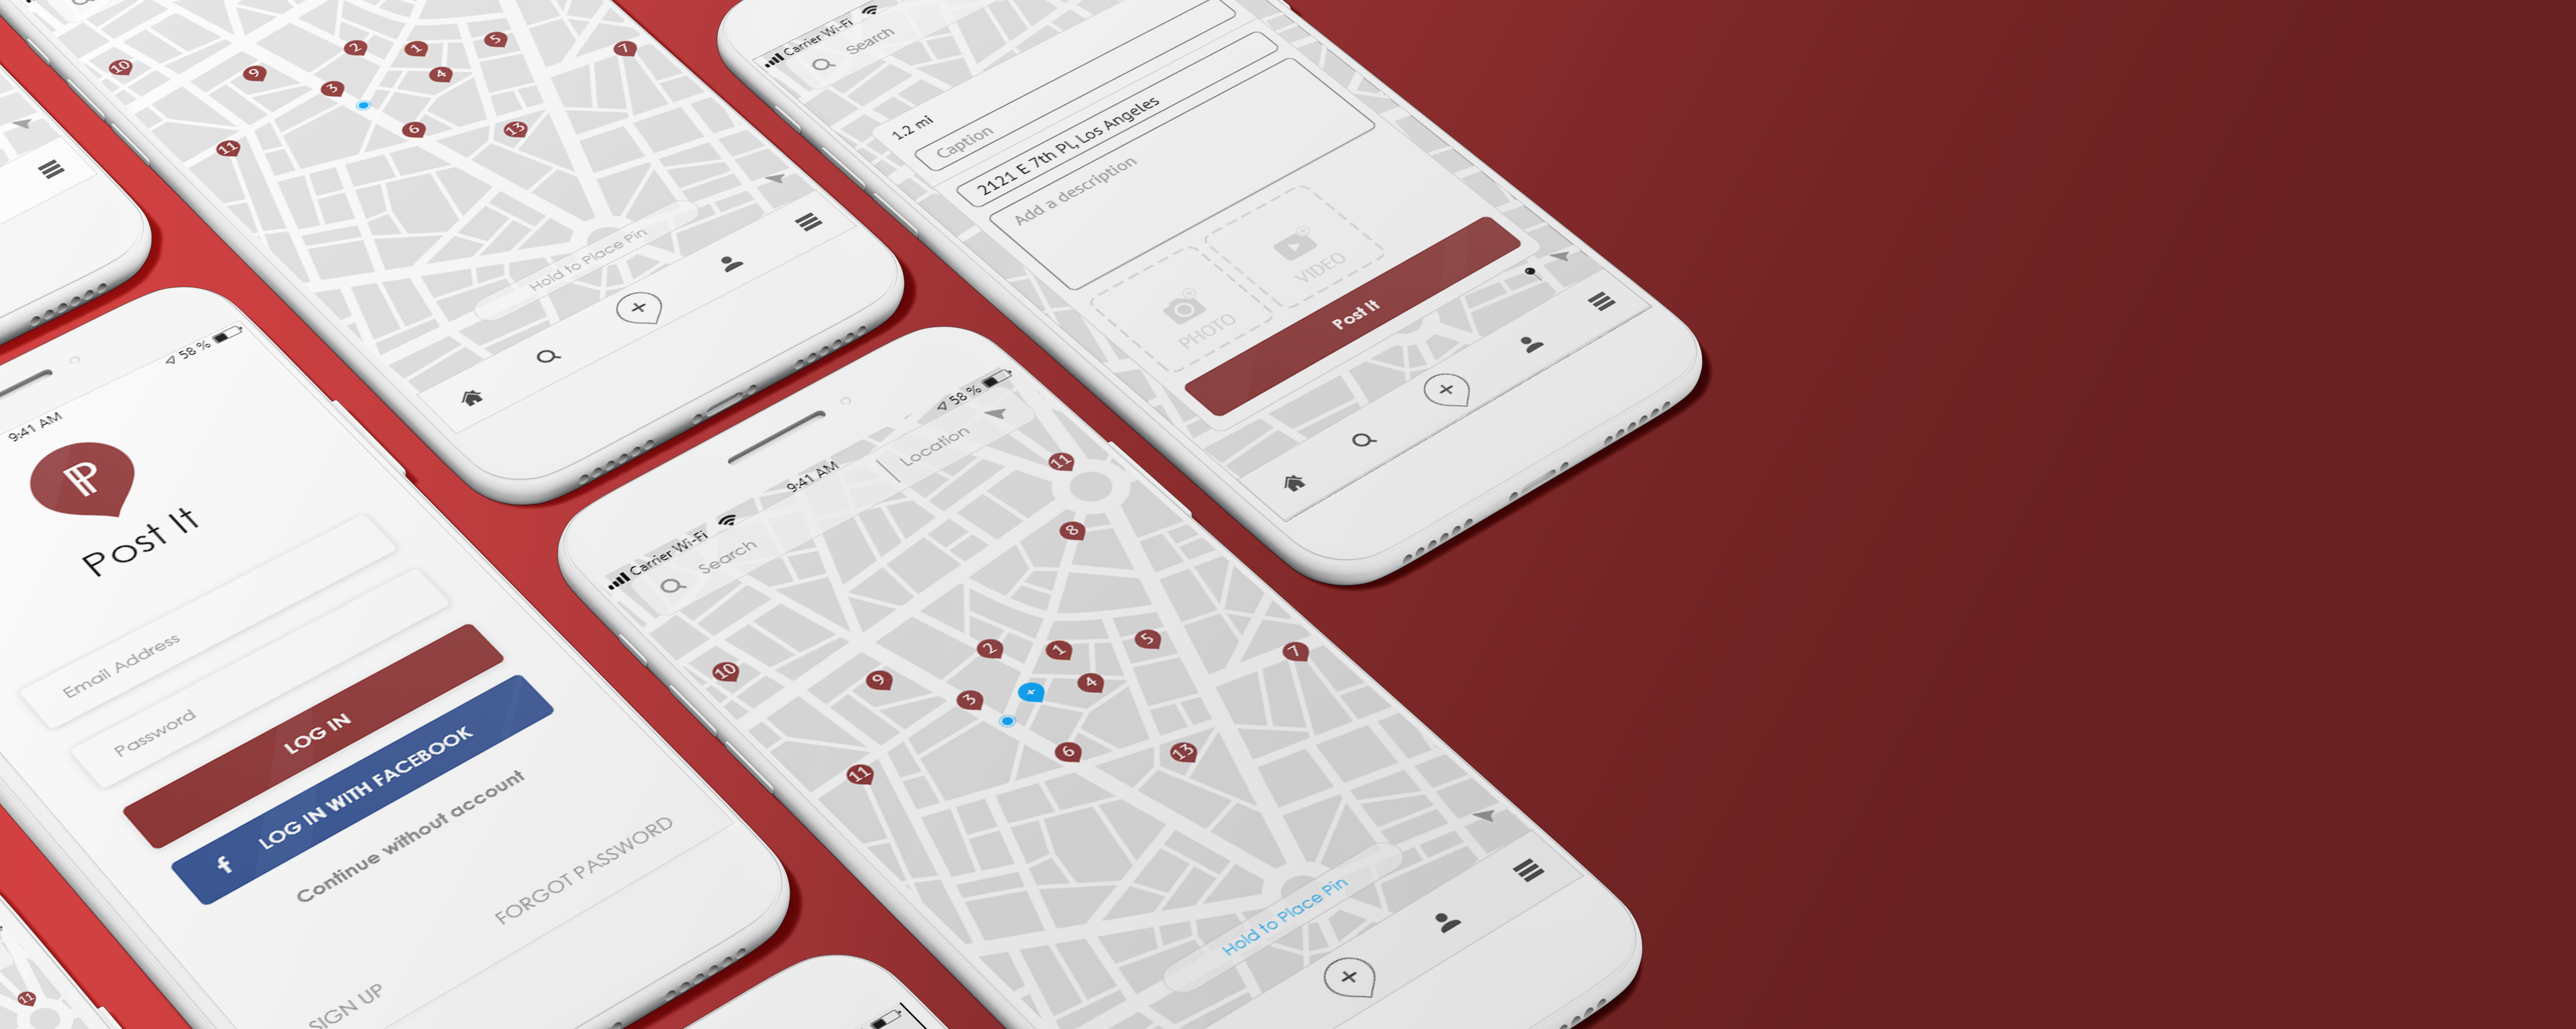 10
9
2
1
5
7
3
4
6
13
11
Hold to Place Pin
Carrier Wi-Fi
Search
1.2 mi
Caption
2121 E 7th Pl, Los Angeles
Add a description
PHOTO
VIDEO
Post It
9:41 AM
58 %
Post It
Email Address
Password
LOG IN
f LOG IN WITH FACEBOOK
Continue without account
FORGOT PASSWORD
SIGN UP
Carrier Wi-Fi
9:41 AM
58 %
Search
Location
11
8
10
9
2
1
5
7
3
4
6
13
11
Hold to Place Pin
11